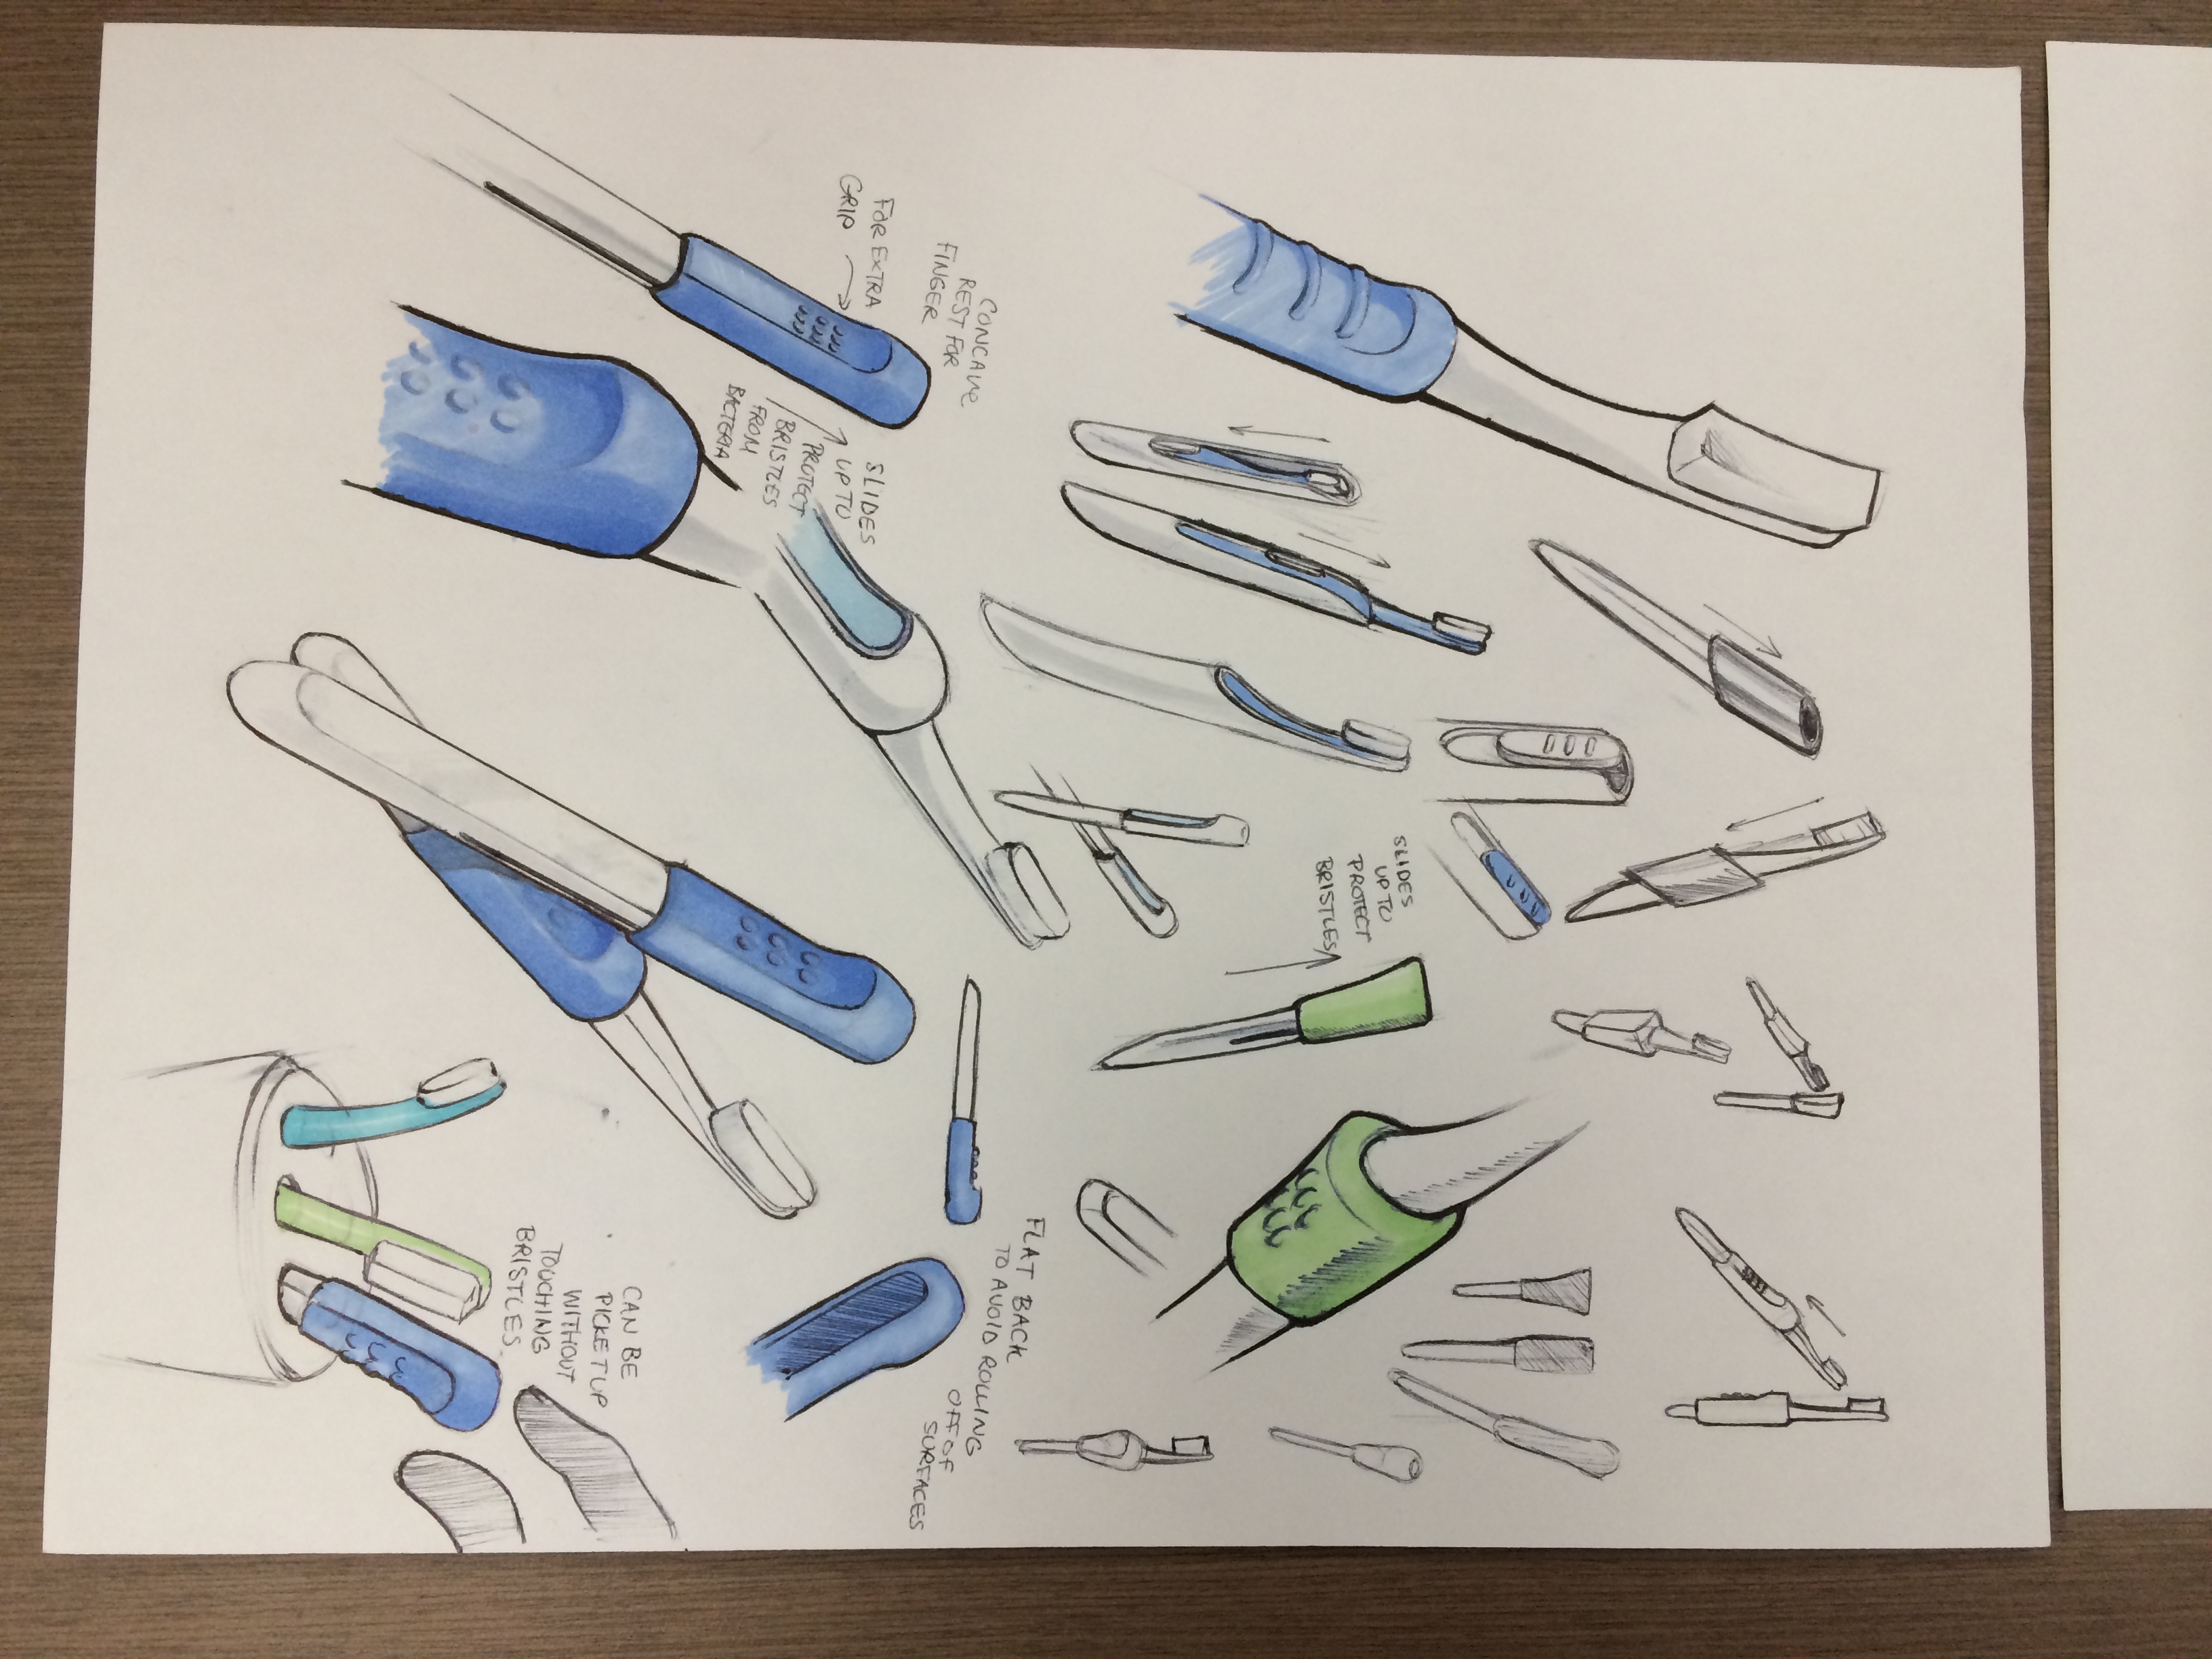 CONCAVE
REST FOR
FINGER
FOR EXTRA
GRIP
SLIDES
UP TO
PROTECT
BRISTLES
FROM
BACTERIA
SLIDES
UP TO
PROTECT
BRISTLES
FLAT BACK
TO AVOID ROLLING
OFF OF
SURFACES
CAN BE
PICKET UP
WITHOUT
TOUCHING
BRISTLES